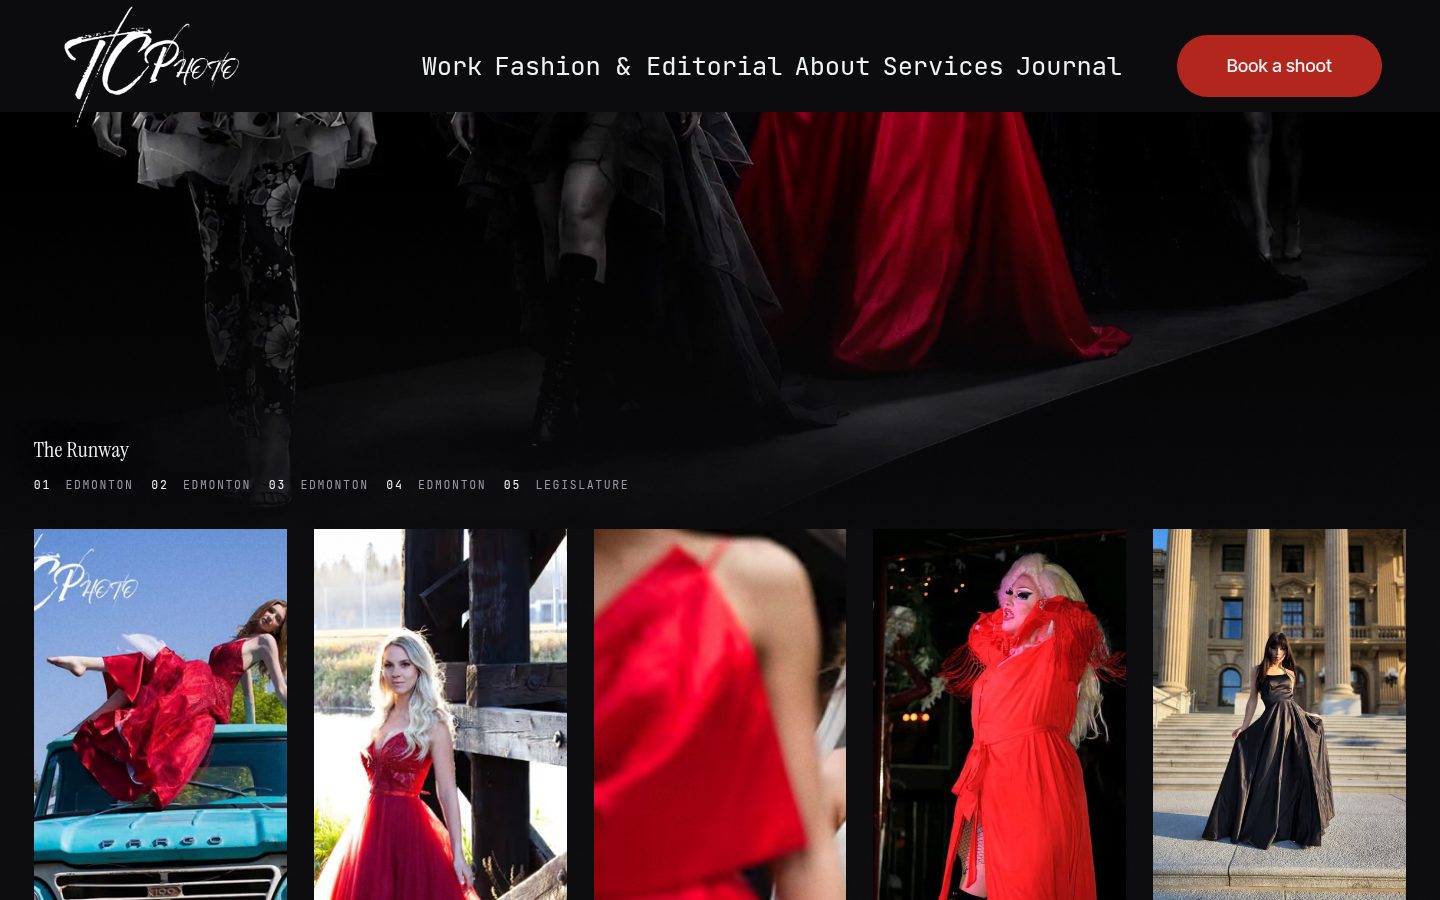 TCPHOTO
Work Fashion & Editorial About Services Journal
Book a shoot
The Runway
01 EDMONTON 02 EDMONTON 03 EDMONTON 04 EDMONTON 05 LEGISLATURE
CPHOTO
FARGO